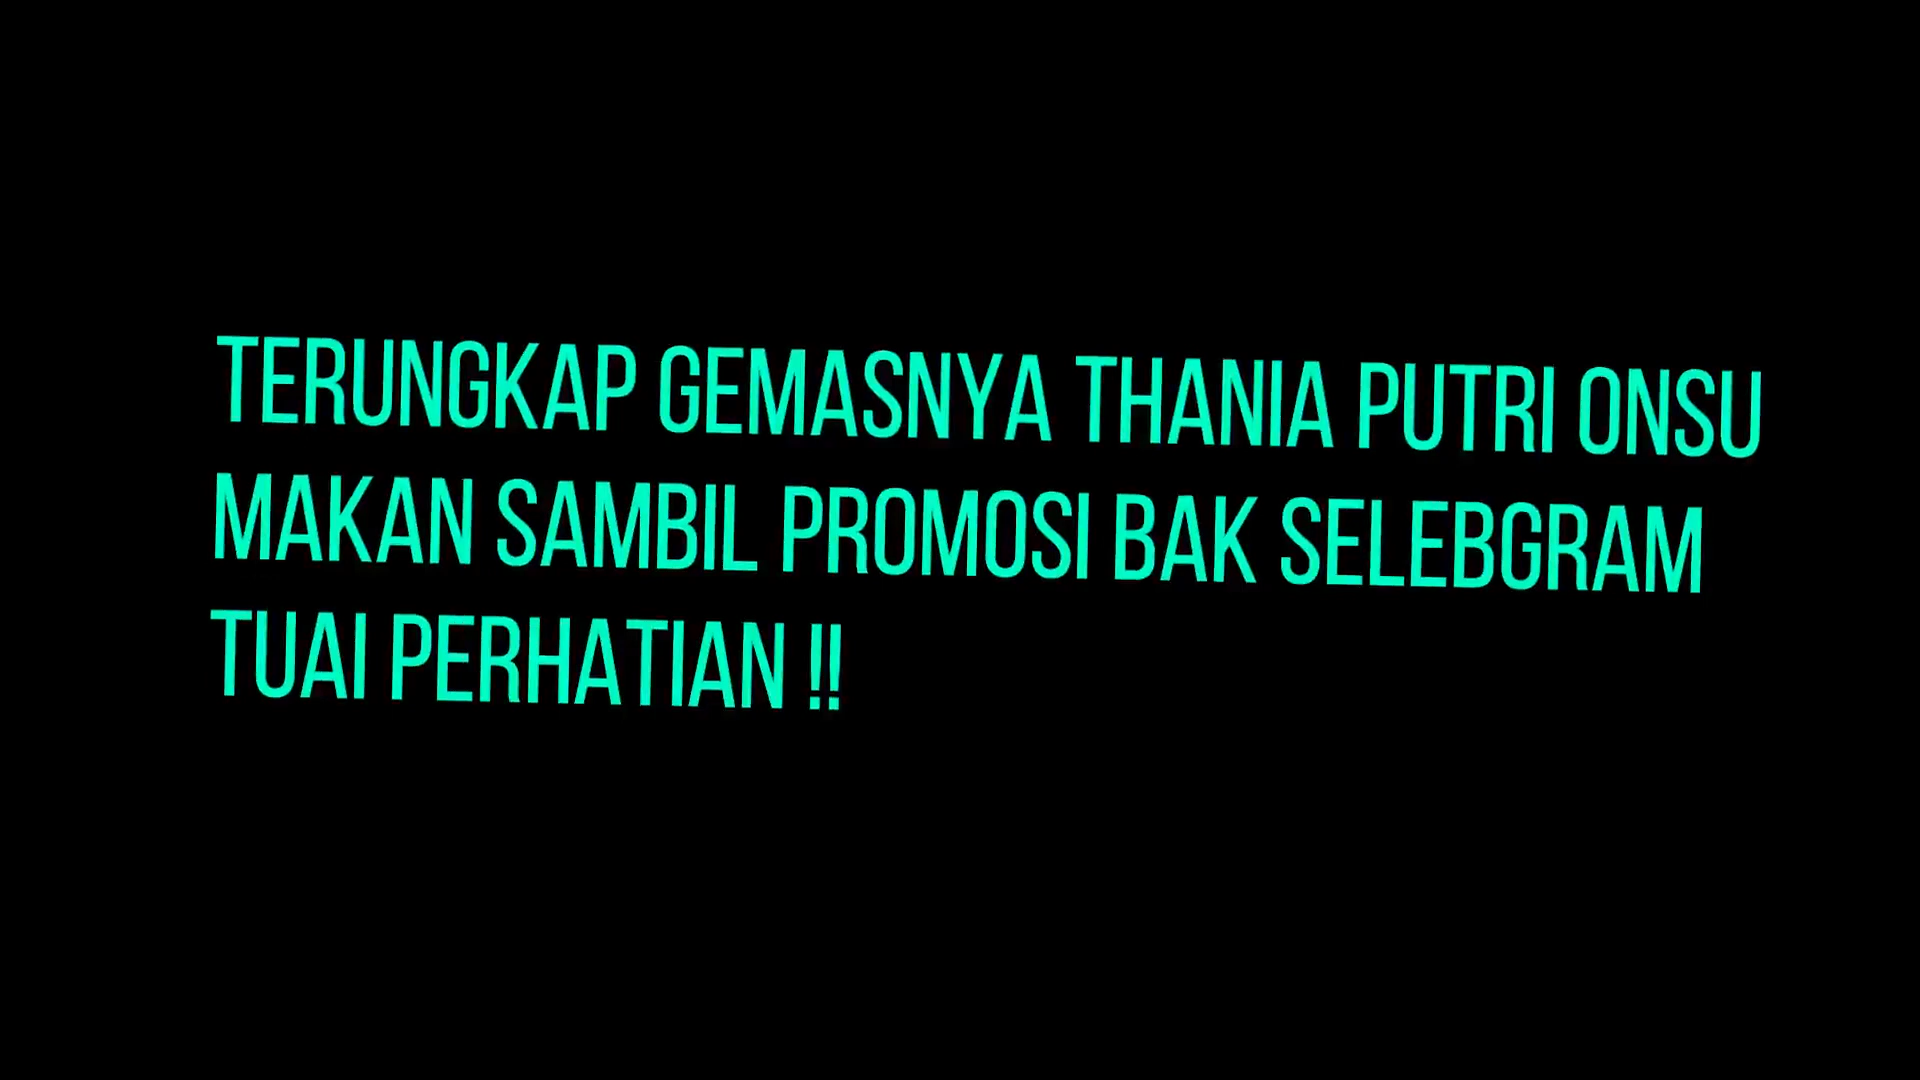 TERUNGKAP GEMASNYA THANIA PUTRI ONSU
MAKAN SAMBIL PROMOSI BAK SELEBGRAM
TUAI PERHATIAN !!